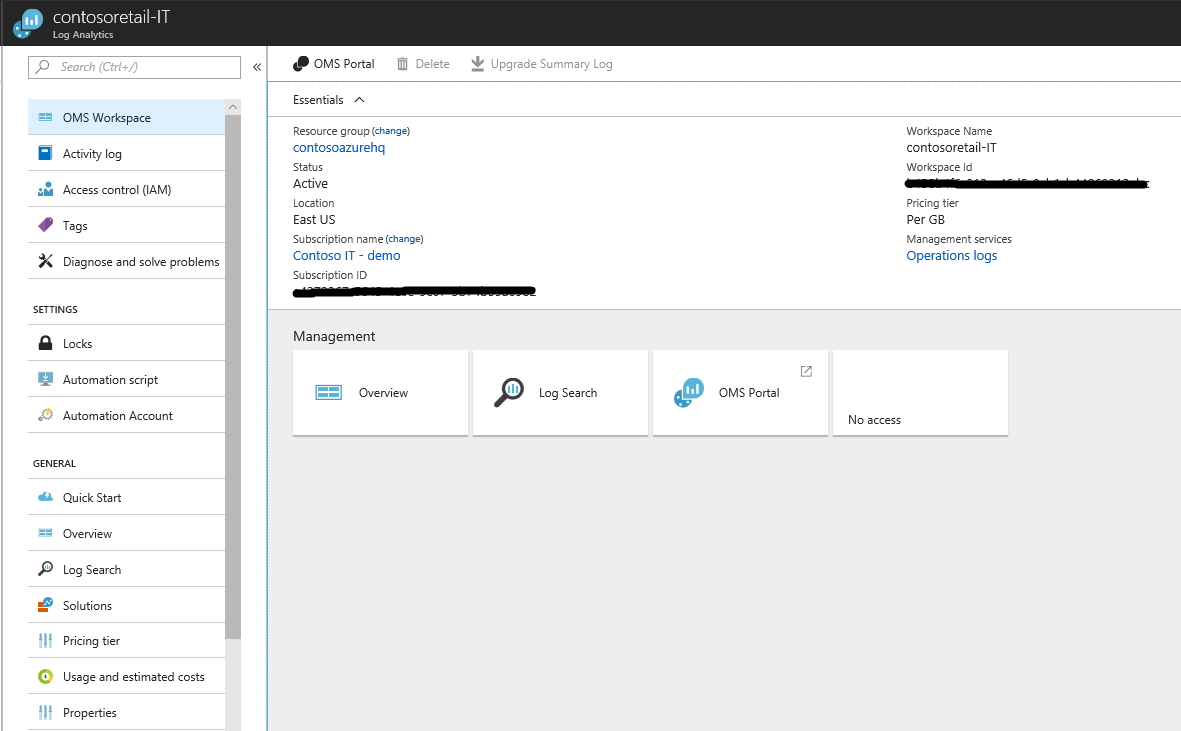 contosoretail-IT
Log Analytics
Search (Ctrl+/)
«
OMS Workspace
Activity log
Access control (IAM)
Tags
Diagnose and solve problems
SETTINGS
Locks
Automation script
Automation Account
GENERAL
Quick Start
Overview
Log Search
Solutions
Pricing tier
Usage and estimated costs
Properties
OMS Portal Delete Upgrade Summary Log
Essentials
Resource group (change)
contosoazurehq
Status
Active
Location
East US
Subscription name (change)
Contoso IT - demo
Subscription ID
Workspace Name
contosoretail-IT
Workspace Id
Pricing tier
Per GB
Management services
Operations logs
Management
Overview
Log Search
OMS Portal
No access